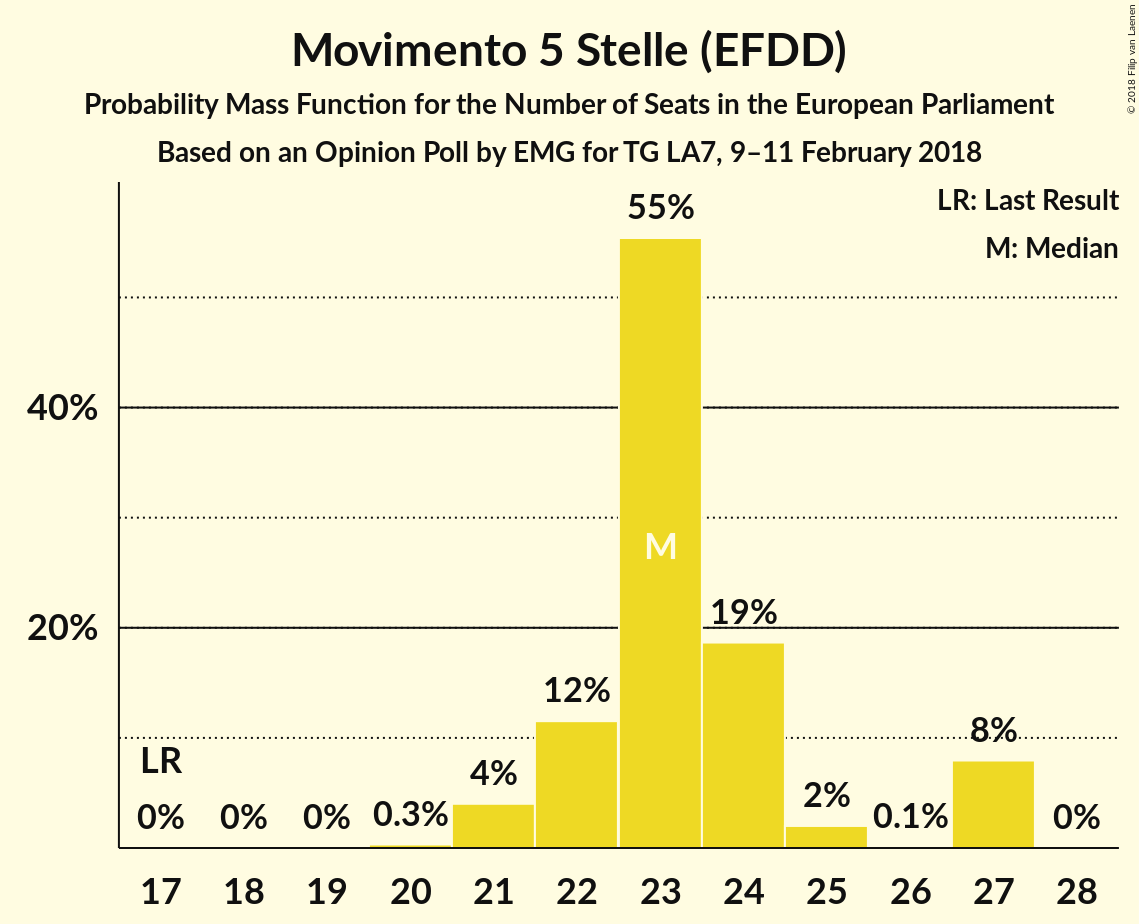 Movimento 5 Stelle (EFDD)
Probability Mass Function for the Number of Seats in the European Parliament
Based on an Opinion Poll by EMG for TG LA7, 9–11 February 2018
© 2018 Filip van Laenen
LR: Last Result
M: Median
55%
40%
M
20%
19%
12%
8%
LR
4%
2%
0% 0% 0% 0.3% 0.1% 0%
17 18 19 20 21 22 23 24 25 26 27 28